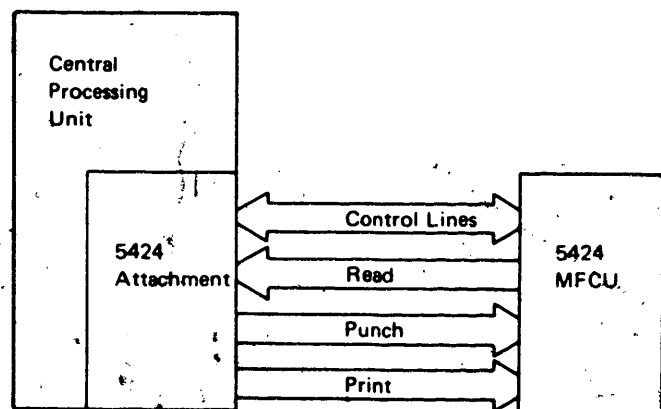 Central
Processing
Unit
5424
Attachment
Control Lines
Read
Punch
Print
5424
MFCU